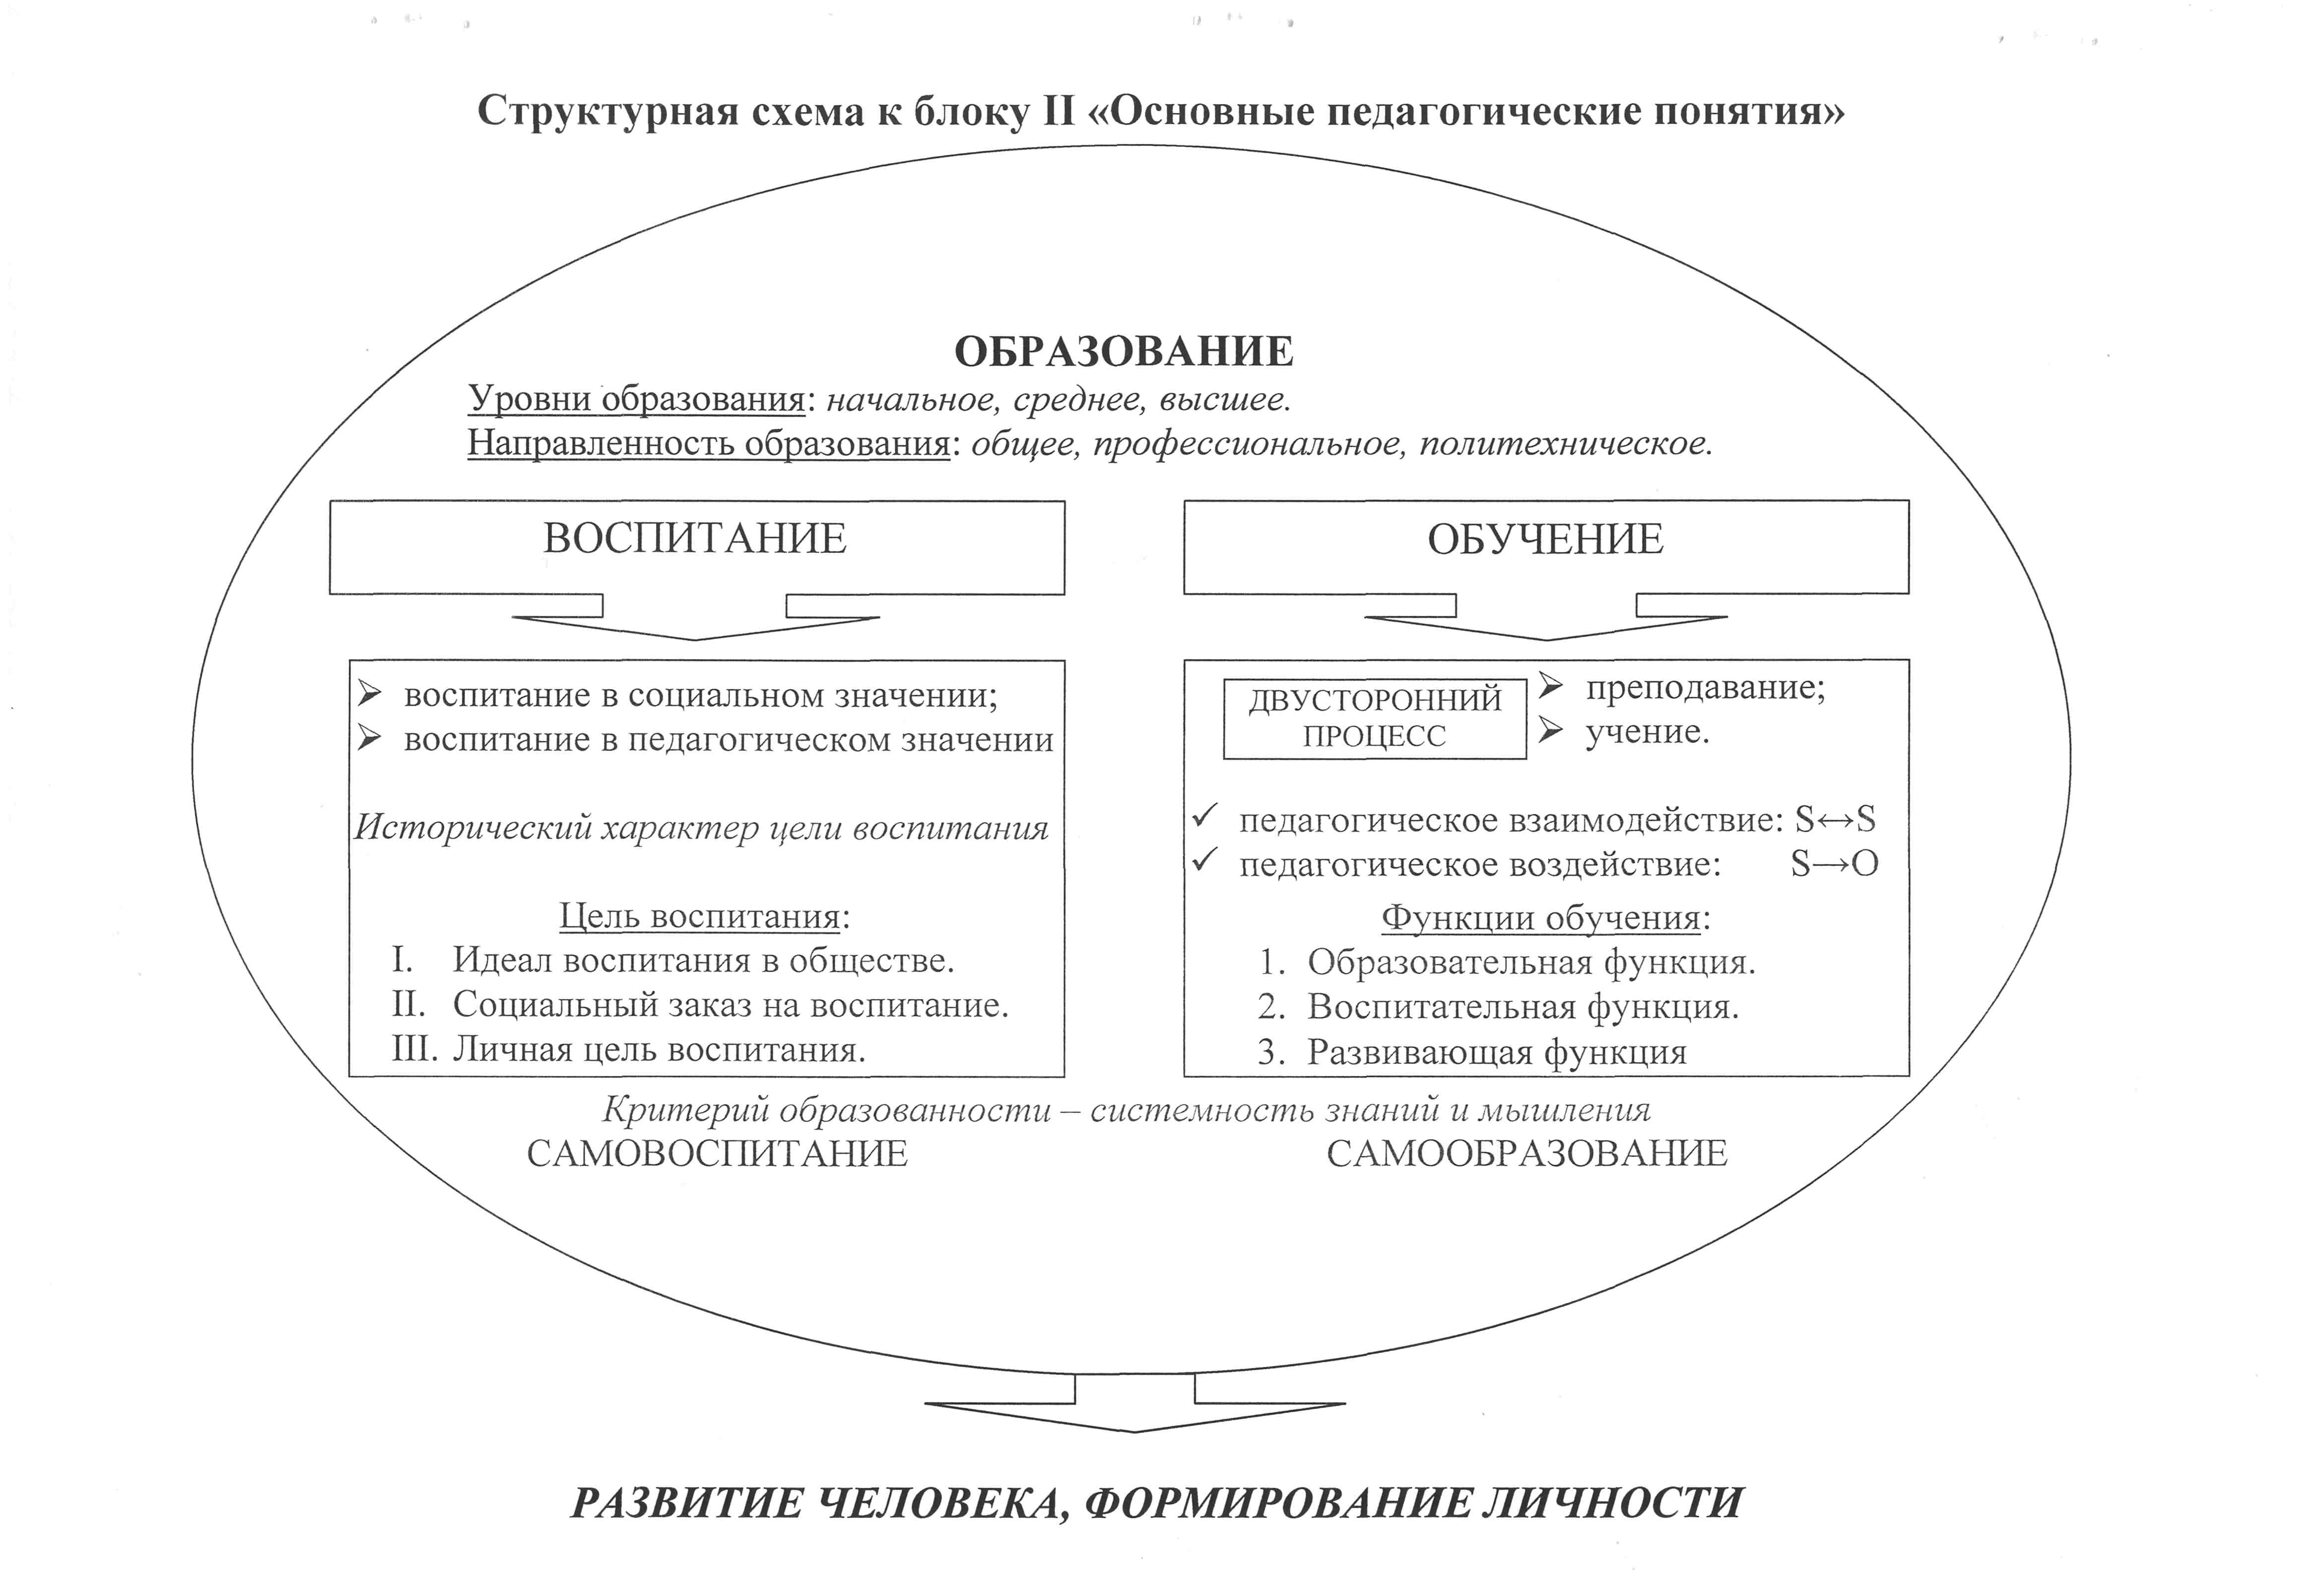 Структурная схема к блоку II «Основные педагогические понятия»
ОБРАЗОВАНИЕ
Уровни образования: начальное, среднее, высшее.
Направленность образования: общее, профессиональное, политехническое.
ВОСПИТАНИЕ
➢ воспитание в социальном значении;
➢ воспитание в педагогическом значении
Исторический характер цели воспитания
Цель воспитания:
I. Идеал воспитания в обществе.
II. Социальный заказ на воспитание.
III. Личная цель воспитания.
ОБУЧЕНИЕ
ДВУСТОРОННИЙ
ПРОЦЕСС
➢ преподавание;
➢ учение.
✓ педагогическое взаимодействие: S↔S
✓ педагогическое воздействие: S→O
Функции обучения:
1. Образовательная функция.
2. Воспитательная функция.
3. Развивающая функция
Критерий образованности – системность знаний и мышления
САМОВОСПИТАНИЕ
САМООБРАЗОВАНИЕ
РАЗВИТИЕ ЧЕЛОВЕКА, ФОРМИРОВАНИЕ ЛИЧНОСТИ